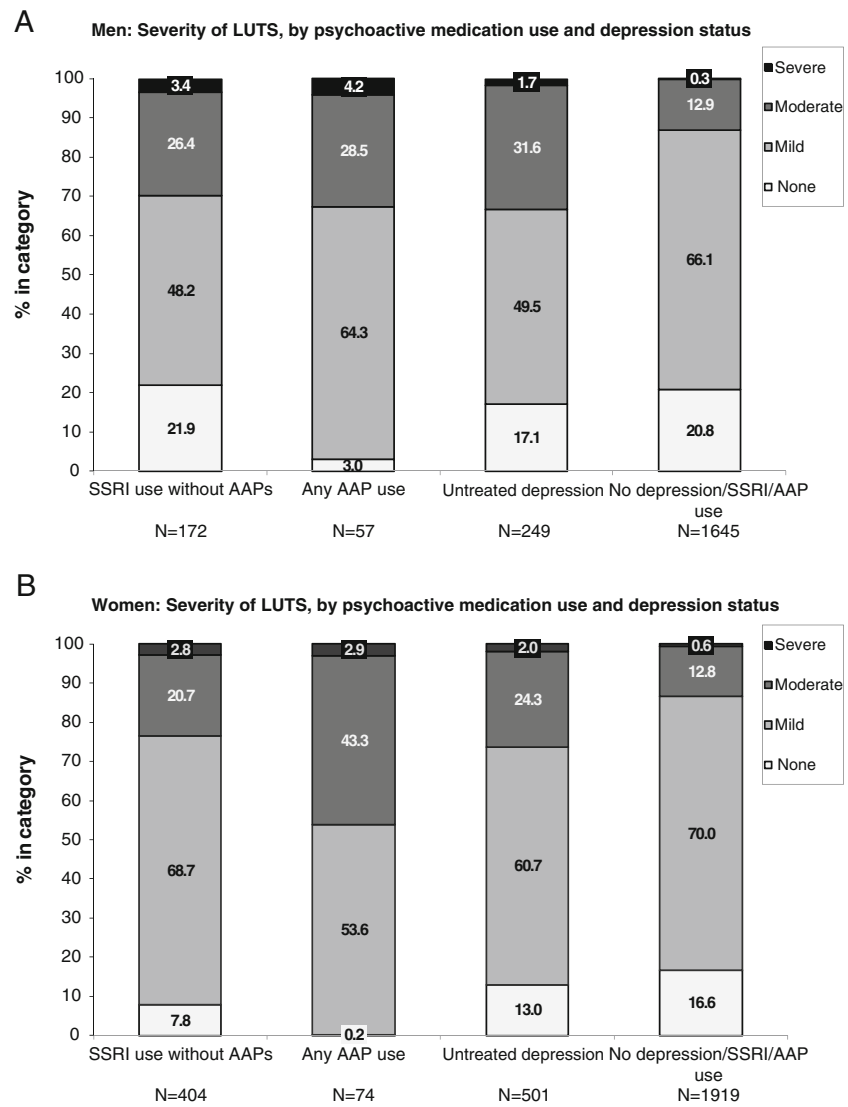 A
Men: Severity of LUTS, by psychoactive medication use and depression status
% in category
100
90
80
70
60
50
40
30
20
10
0
3.4
26.4
48.2
21.9
4.2
28.5
64.3
3.0
1.7
31.6
49.5
17.1
0.3
12.9
66.1
20.8
Severe
Moderate
Mild
None
SSRI use without AAPs
Any AAP use
Untreated depression
No depression/SSRI/AAP
use
N=172
N=57
N=249
N=1645
B
Women: Severity of LUTS, by psychoactive medication use and depression status
% in category
100
90
80
70
60
50
40
30
20
10
0
2.8
20.7
68.7
7.8
2.9
43.3
53.6
0.2
2.0
24.3
60.7
13.0
0.6
12.8
70.0
16.6
Severe
Moderate
Mild
None
SSRI use without AAPs
Any AAP use
Untreated depression
No depression/SSRI/AAP
use
N=404
N=74
N=501
N=1919